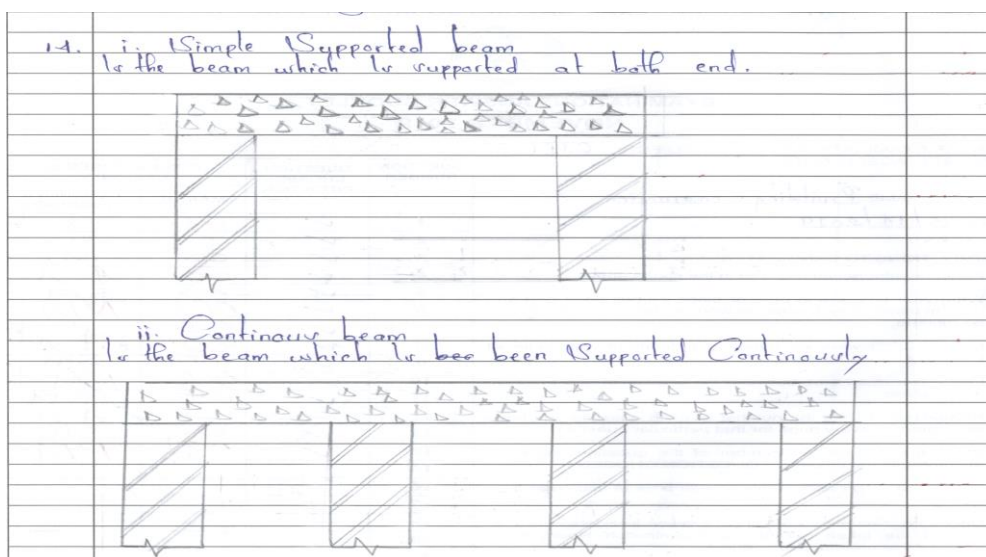 14. i. Simple Supported beam
Is the beam which Is supported at both end.
ii. Continous beam
Is the beam which Is bee been Supported Continously